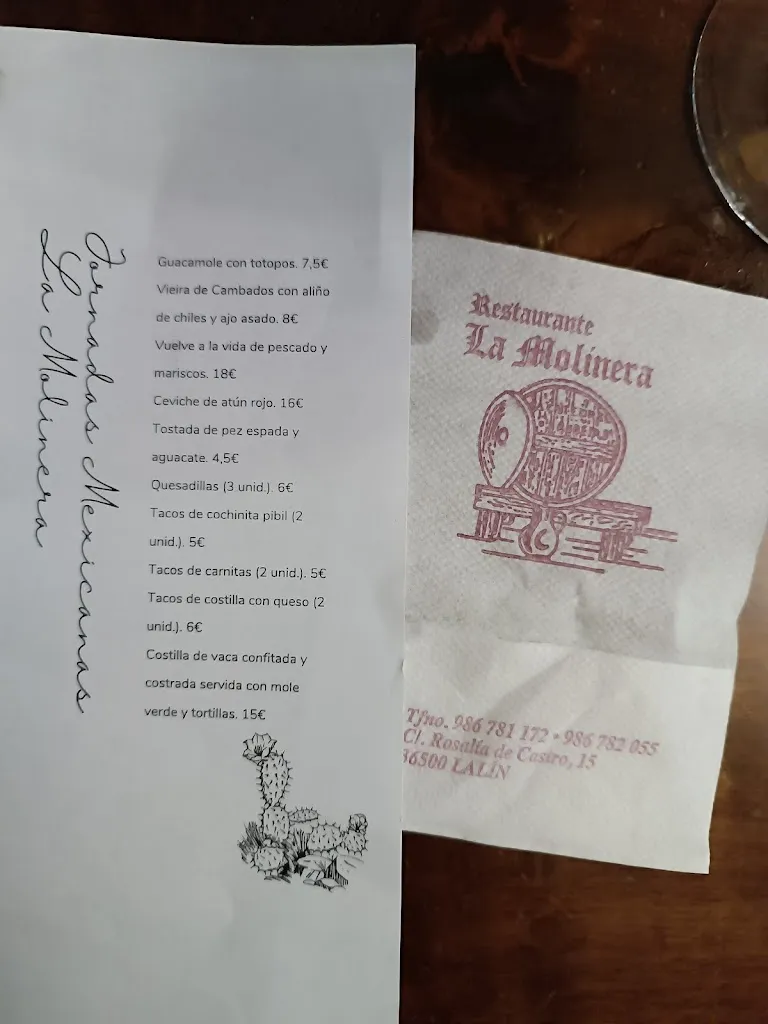 Jornadas Mexicanas
La Molinera
Guacamole con totopos. 7,5€
Vieira de Cambados con aliño
de chiles y ajo asado. 8€
Vuelve a la vida de pescado y
mariscos. 18€
Ceviche de atún rojo. 16€
Tostada de pez espada y
aguacate. 4,5€
Quesadillas (3 unid.). 6€
Tacos de cochinita pibil (2
unid.). 5€
Tacos de carnitas (2 unid.). 5€
Tacos de costilla con queso (2
unid.). 6€
Costilla de vaca confitada y
costrada servida con mole
verde y tortillas. 15€
Restaurante
La Molinera
Tfno. 986 781 172 • 986 782 055
C/. Rosalía de Castro, 15
36500 LALÍN